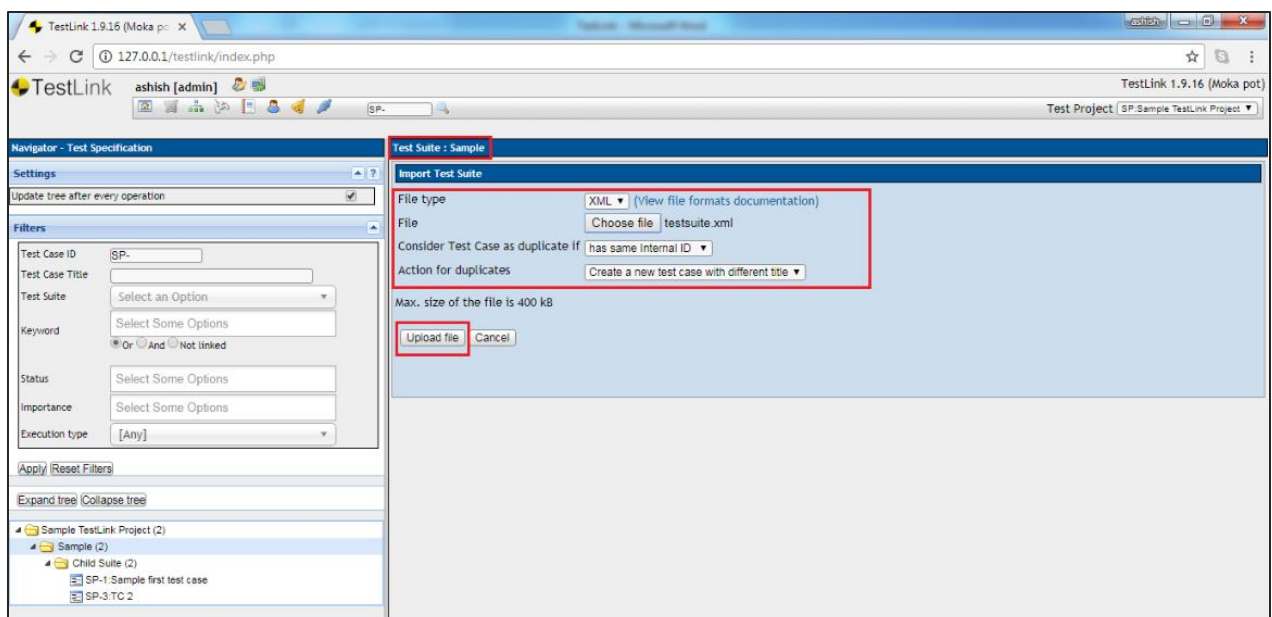 TestLink 1.9.16 (Moka po
ashish
127.0.0.1/testlink/index.php
TestLink ashish [admin]
TestLink 1.9.16 (Moka pot)
SP-
Test Project SP:Sample TestLink Project
Navigator - Test Specification
Settings
?
Update tree after every operation
Filters
Test Case ID SP-
Test Case Title
Test Suite Select an Option
Keyword Select Some Options
Or And Not linked
Status Select Some Options
Importance Select Some Options
Execution type [Any]
Apply Reset Filters
Expand tree Collapse tree
Sample TestLink Project (2)
Sample (2)
Child Suite (2)
SP-1:Sample first test case
SP-3:TC 2
Test Suite : Sample
Import Test Suite
File type XML (View file formats documentation)
File Choose file testsuite.xml
Consider Test Case as duplicate if has same Internal ID
Action for duplicates Create a new test case with different title
Max. size of the file is 400 kB
Upload file Cancel